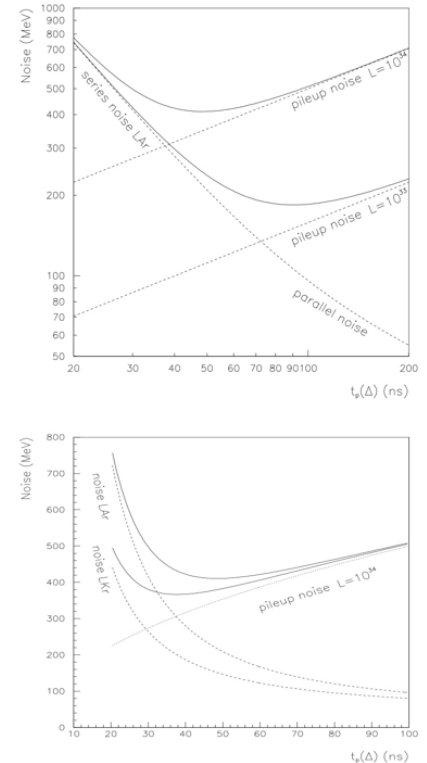 Noise (MeV)
1000
900
800
700
600
500
400
300
200
100
90
80
70
60
50
series noise LAr
pileup noise L=10³⁴
pileup noise L=10³³
parallel noise
20 30 40 50 60 70 80 90100 200
tₚ(Δ) (ns)
Noise (MeV)
800
700
600
500
400
300
200
100
0
noise LAr
noise LKr
pileup noise L=10³⁴
10 20 30 40 50 60 70 80 90 100
tₚ(Δ) (ns)